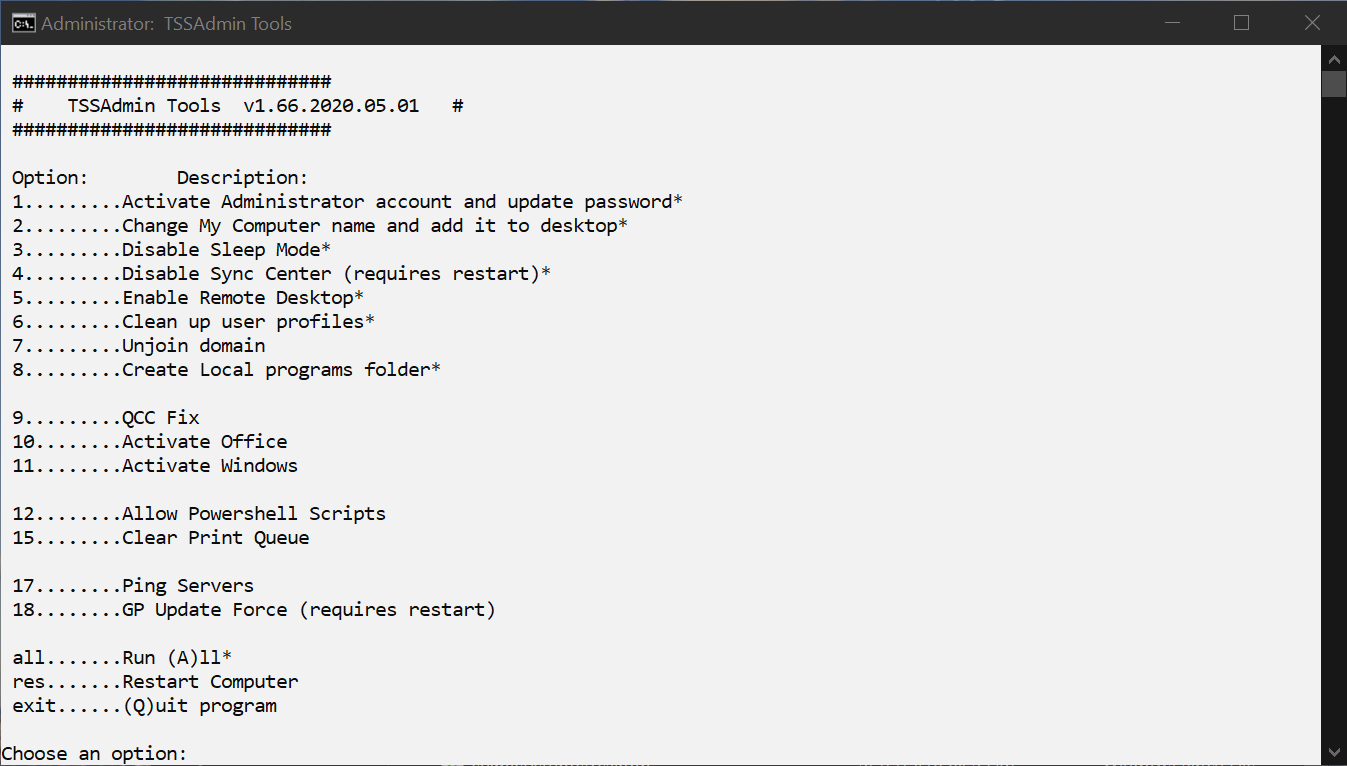 Administrator:  TSSAdmin Tools
#############################
#    TSSAdmin Tools  v1.66.2020.05.01   #
#############################
Option:        Description:
1.........Activate Administrator account and update password*
2.........Change My Computer name and add it to desktop*
3.........Disable Sleep Mode*
4.........Disable Sync Center (requires restart)*
5.........Enable Remote Desktop*
6.........Clean up user profiles*
7.........Unjoin domain
8.........Create Local programs folder*
9.........QCC Fix
10........Activate Office
11........Activate Windows
12........Allow Powershell Scripts
15........Clear Print Queue
17........Ping Servers
18........GP Update Force (requires restart)
all.......Run (A)ll*
res.......Restart Computer
exit......(Q)uit program
Choose an option: